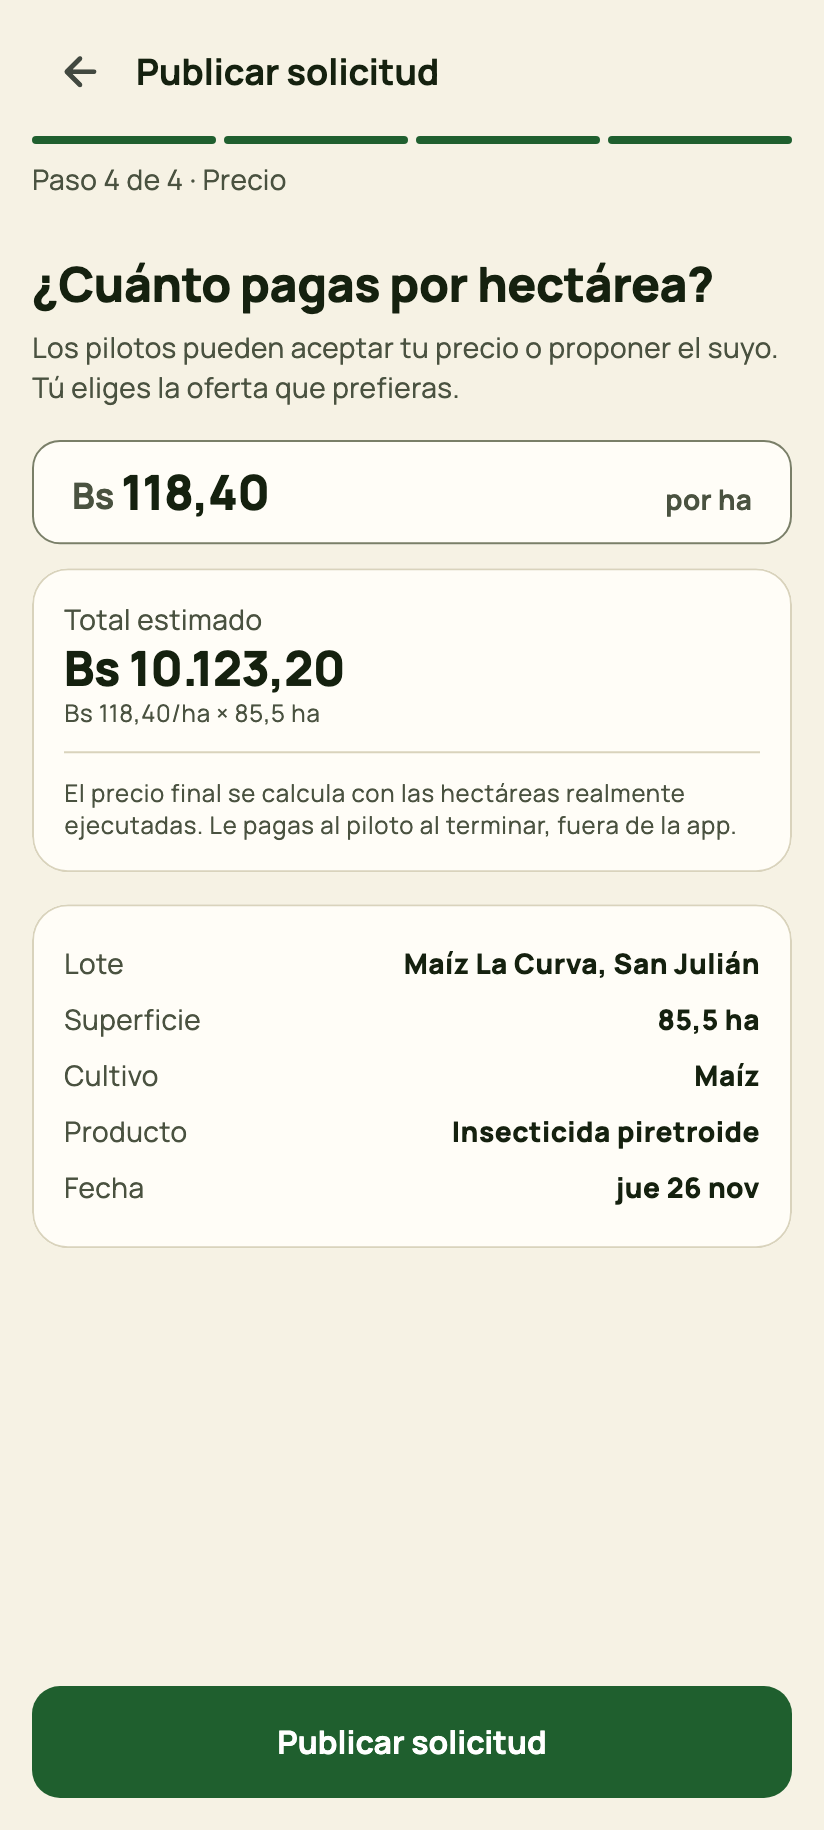 Publicar solicitud
Paso 4 de 4 · Precio
¿Cuánto pagas por hectárea?
Los pilotos pueden aceptar tu precio o proponer el suyo.
Tú eliges la oferta que prefieras.
Bs 118,40 por ha
Total estimado
Bs 10.123,20
Bs 118,40/ha × 85,5 ha
El precio final se calcula con las hectáreas realmente
ejecutadas. Le pagas al piloto al terminar, fuera de la app.
Lote Maíz La Curva, San Julián
Superficie 85,5 ha
Cultivo Maíz
Producto Insecticida piretroide
Fecha jue 26 nov
Publicar solicitud